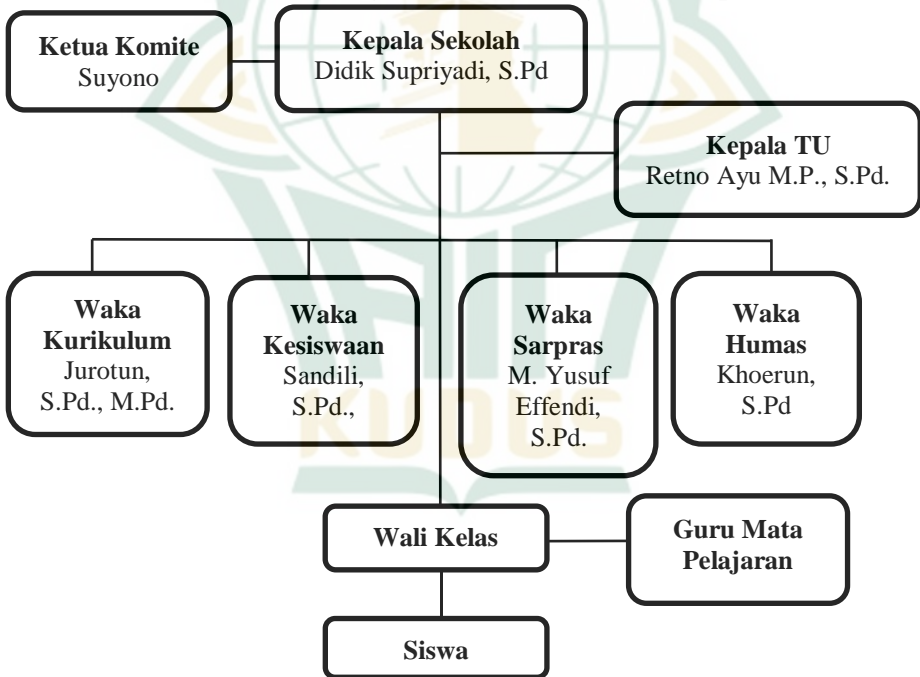 Ketua Komite
Suyono
Kepala Sekolah
Didik Supriyadi, S.Pd
Kepala TU
Retno Ayu M.P., S.Pd.
Waka
Kurikulum
Jurotun,
S.Pd., M.Pd.
Waka
Kesiswaan
Sandili,
S.Pd.,
Waka
Sarpras
M. Yusuf
Effendi,
S.Pd.
Waka
Humas
Khoerun,
S.Pd
KUDUS
Wali Kelas
Guru Mata
Pelajaran
Siswa